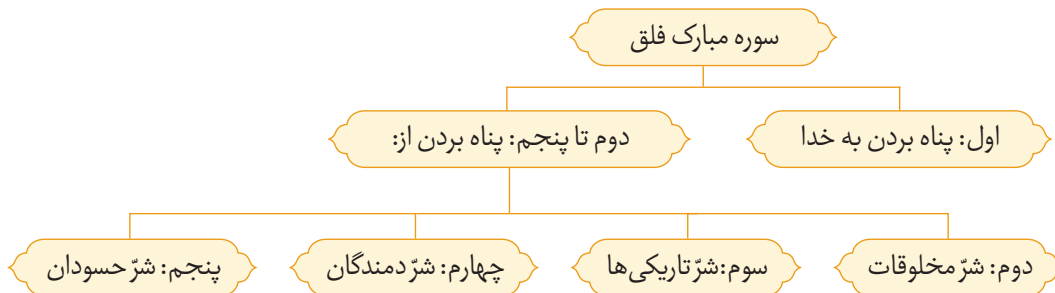 سوره مبارک فلق
اول: پناه بردن به خدا
دوم تا پنجم: پناه بردن از:
دوم: شرّ مخلوقات
سوم:شرّ تاریکی‌ها
چهارم: شرّ دمندگان
پنجم: شرّ حسودان